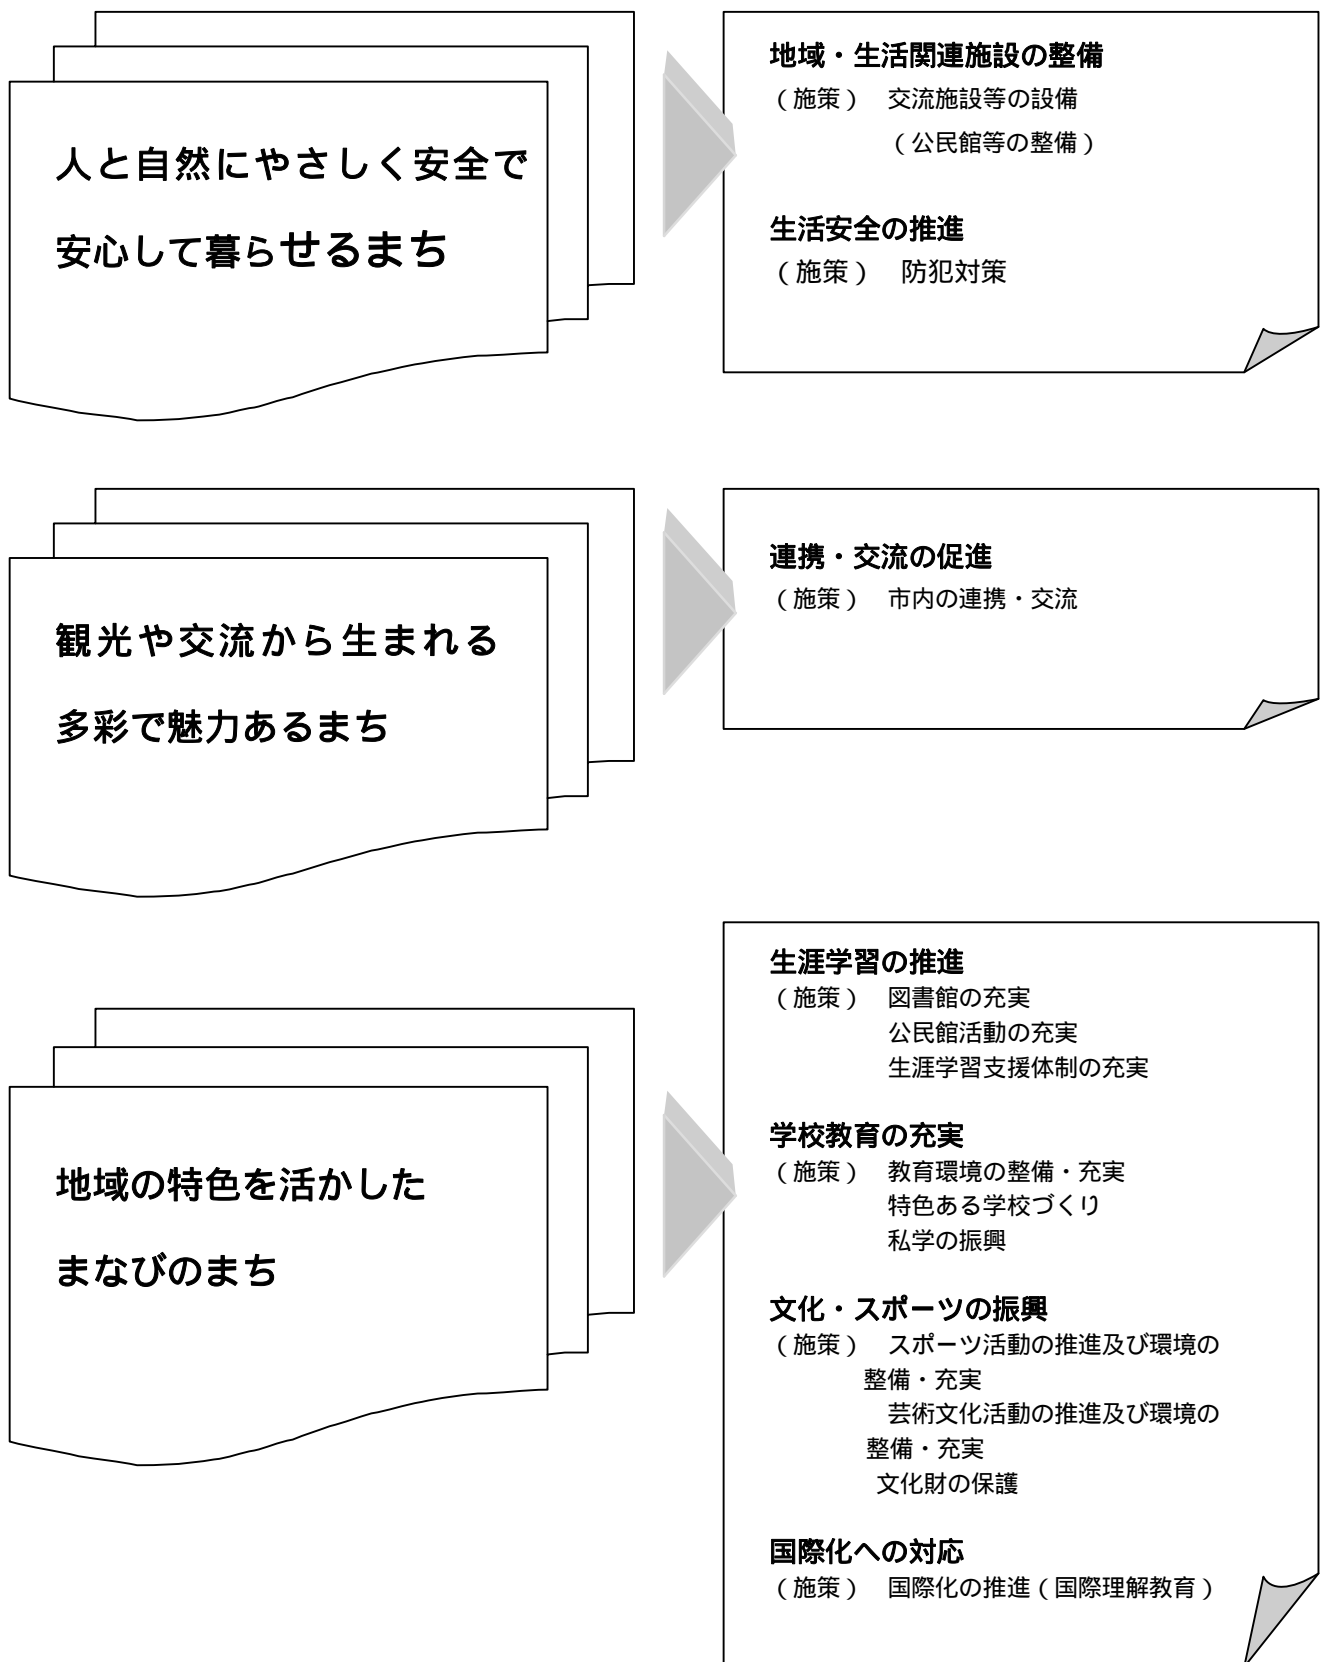 人と自然にやさしく安全で
安心して暮らせるまち
地域・生活関連施設の整備
（施策）　交流施設等の設備
（公民館等の整備）
生活安全の推進
（施策）　防犯対策
観光や交流から生まれる
多彩で魅力あるまち
連携・交流の促進
（施策）　市内の連携・交流
地域の特色を活かした
まなびのまち
生涯学習の推進
（施策）　図書館の充実
公民館活動の充実
生涯学習支援体制の充実
学校教育の充実
（施策）　教育環境の整備・充実
特色ある学校づくり
私学の振興
文化・スポーツの振興
（施策）　スポーツ活動の推進及び環境の
整備・充実
芸術文化活動の推進及び環境の
整備・充実
文化財の保護
国際化への対応
（施策）　国際化の推進（国際理解教育）